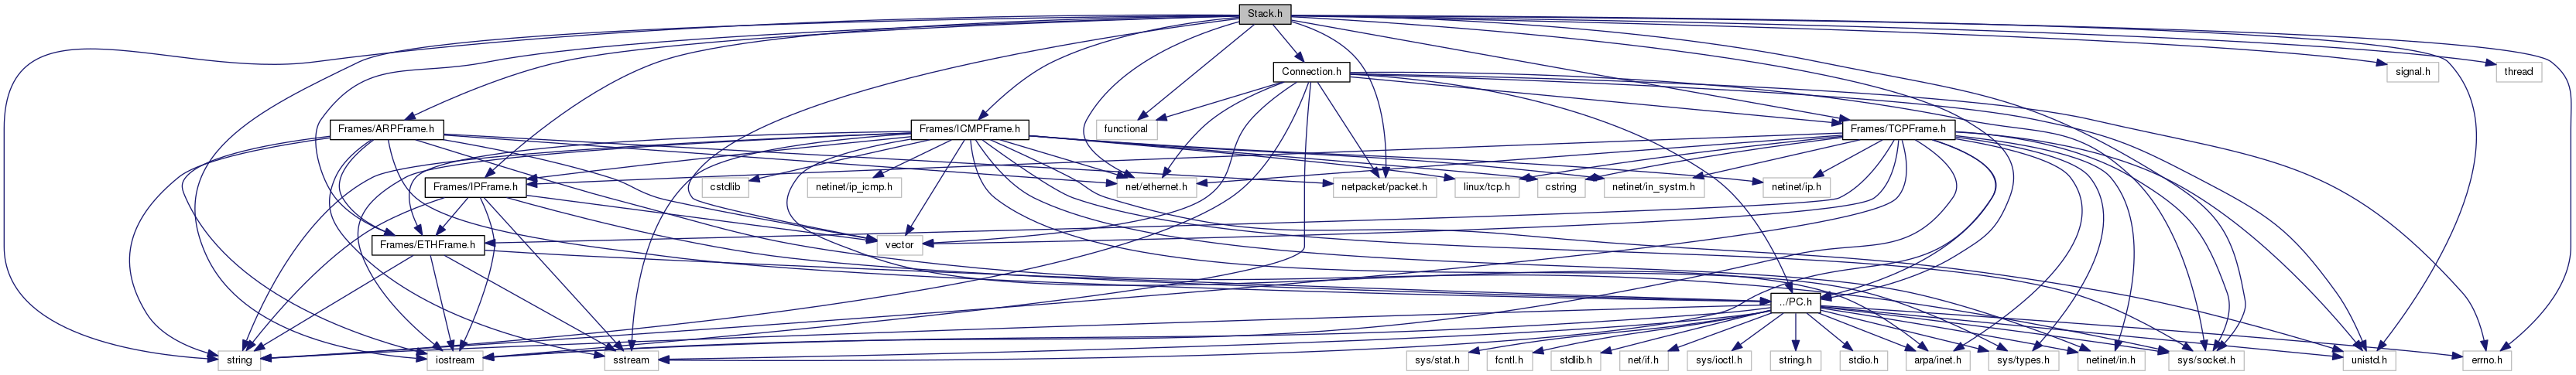 Stack.h
Connection.h
signal.h
thread
Frames/ARPFrame.h
Frames/ICMPFrame.h
functional
Frames/TCPFrame.h
Frames/IPFrame.h
cstdlib
netinet/ip_icmp.h
net/ethernet.h
netpacket/packet.h
linux/tcp.h
cstring
netinet/in_systm.h
netinet/ip.h
Frames/ETHFrame.h
vector
../PC.h
string
iostream
sstream
sys/stat.h
fcntl.h
stdlib.h
net/if.h
sys/ioctl.h
string.h
stdio.h
arpa/inet.h
sys/types.h
netinet/in.h
sys/socket.h
unistd.h
errno.h